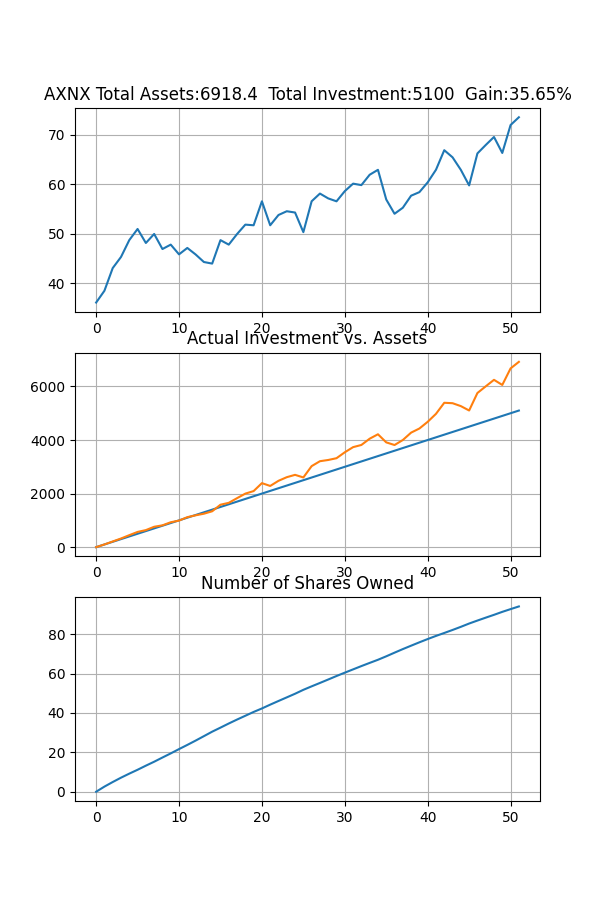 AXNX Total Assets:6918.4  Total Investment:5100  Gain:35.65%
70
60
50
40
0 10 20 30 40 50
Actual Investment vs. Assets
6000
4000
2000
0
0 10 20 30 40 50
Number of Shares Owned
80
60
40
20
0
0 10 20 30 40 50